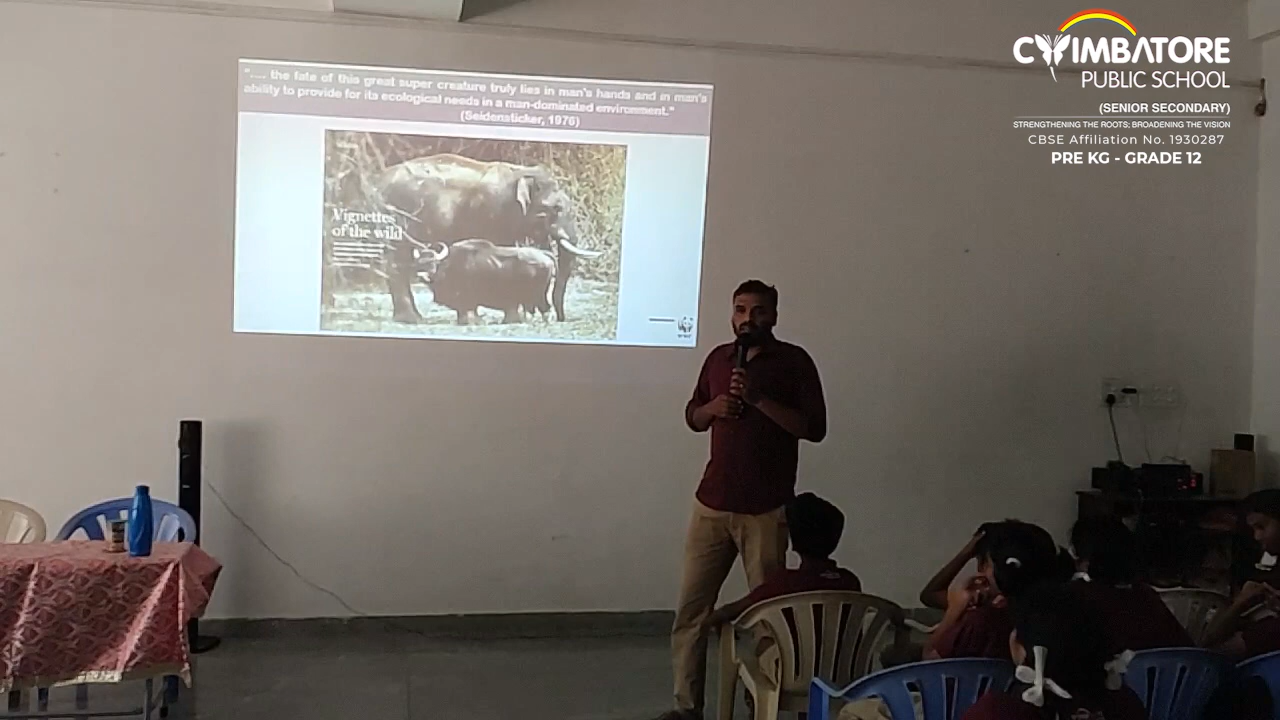 ".... the fate of this great super creature truly lies in man's hands and in man's
ability to provide for its ecological needs in a man-dominated environment."
(Seidensticker, 1976)
Vignettes
of the wild
COIMBATORE
PUBLIC SCHOOL
(SENIOR SECONDARY)
STRENGTHENING THE ROOTS; BROADENING THE VISION
CBSE Affiliation No. 1930287
PRE KG - GRADE 12